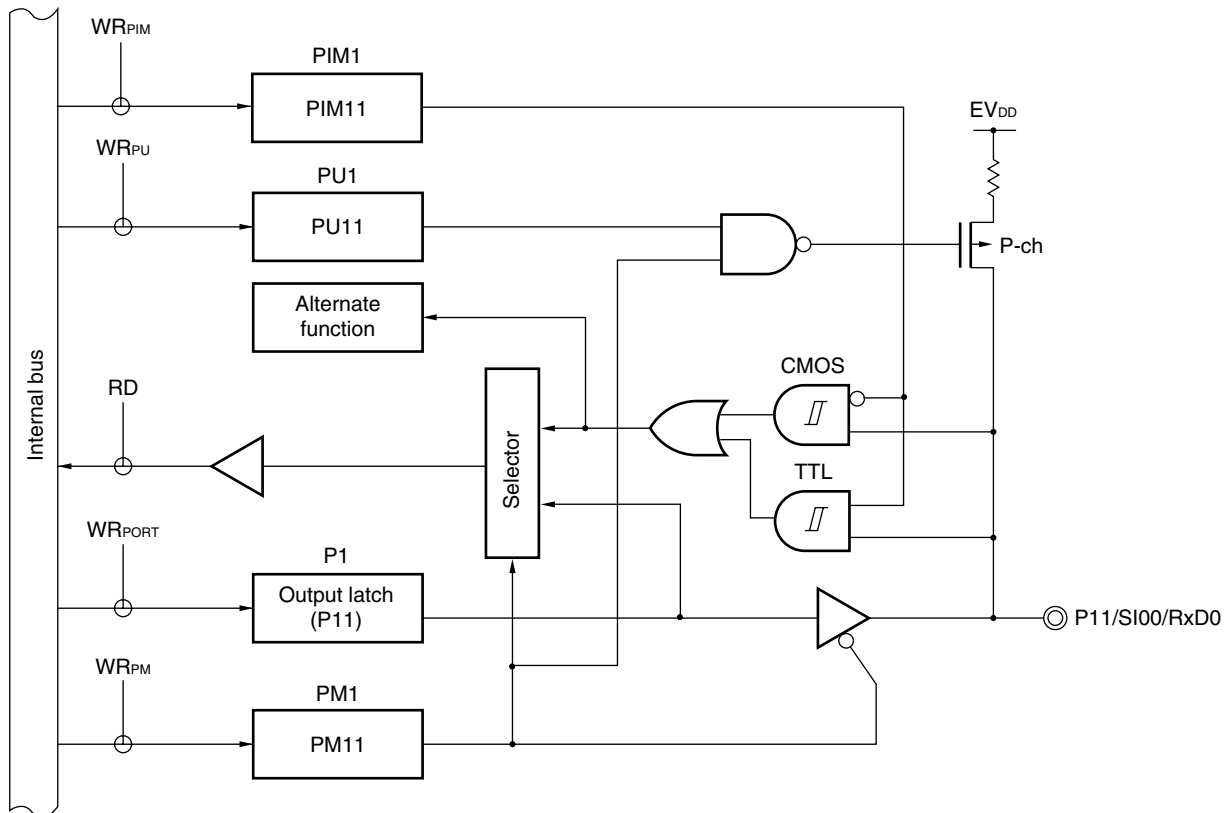 WRPIM
PIM1
PIM11
EVDD
WRPU
PU1
PU11
P-ch
Alternate
function
CMOS
RD
Internal bus
Selector
TTL
WRPORT
P1
Output latch
(P11)
P11/SI00/RxD0
WRPM
PM1
PM11